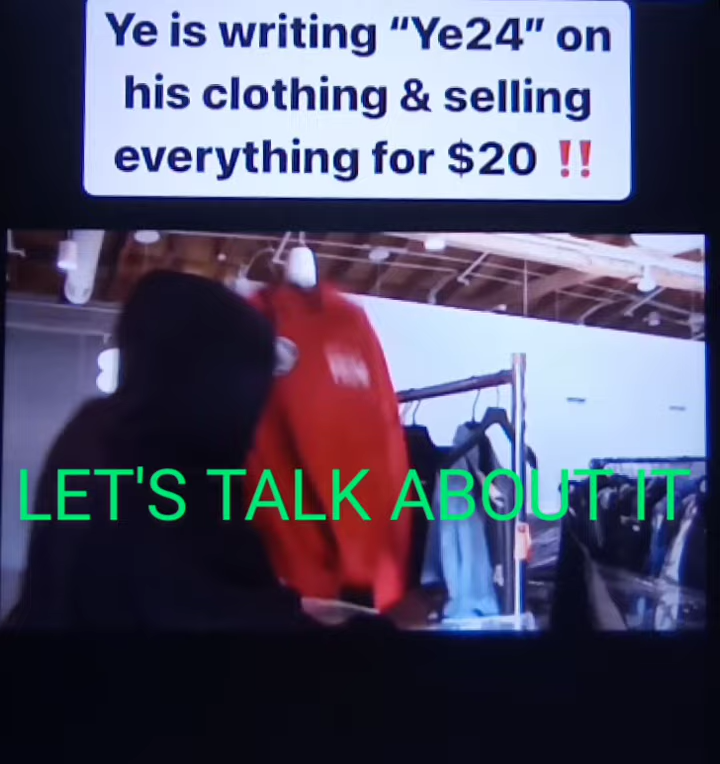 Ye is writing “Ye24” on
his clothing & selling
everything for $20 ‼️
LET'S TALK ABOUT IT